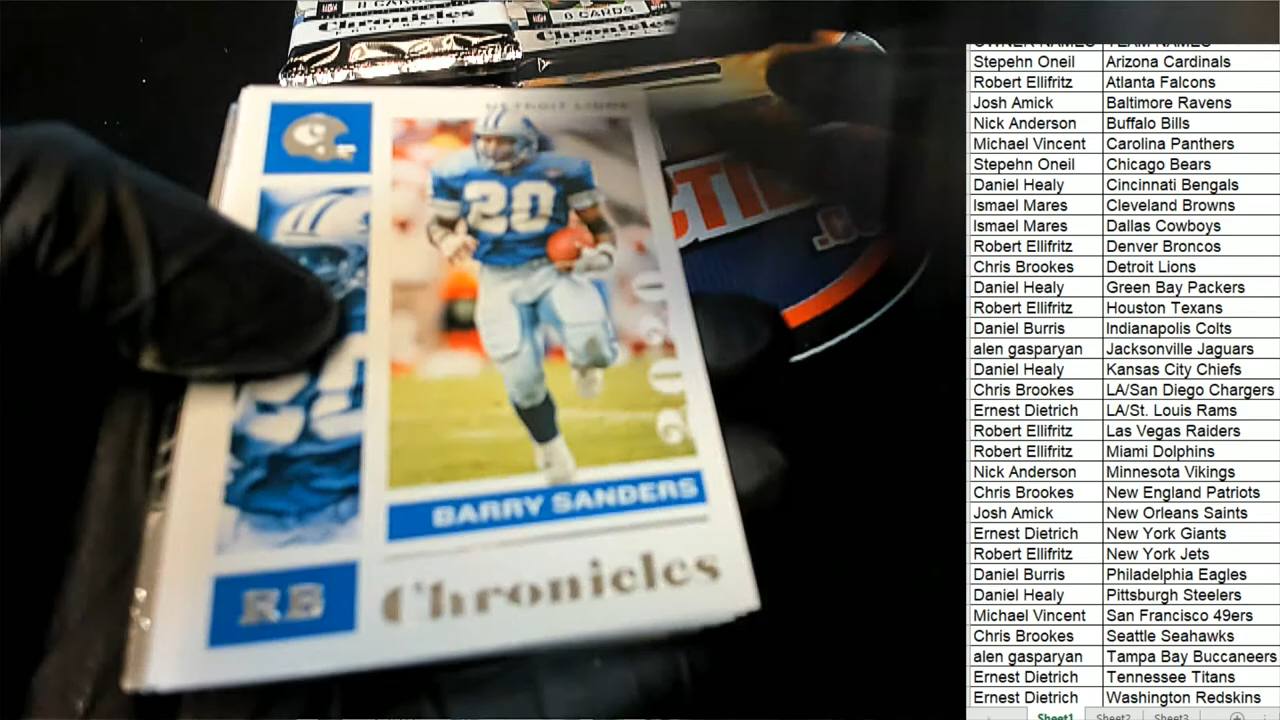 8 CARDS
8 CARDS
Chronicles
Chronicles
FOOTBALL
DETROIT LIONS
20
2020
BARRY SANDERS
RB
Chronicles
OWNER NAMES TEAM NAMES
Stepehn Oneil Arizona Cardinals
Robert Ellifritz Atlanta Falcons
Josh Amick Baltimore Ravens
Nick Anderson Buffalo Bills
Michael Vincent Carolina Panthers
Stepehn Oneil Chicago Bears
Daniel Healy Cincinnati Bengals
Ismael Mares Cleveland Browns
Ismael Mares Dallas Cowboys
Robert Ellifritz Denver Broncos
Chris Brookes Detroit Lions
Daniel Healy Green Bay Packers
Robert Ellifritz Houston Texans
Daniel Burris Indianapolis Colts
alen gasparyan Jacksonville Jaguars
Daniel Healy Kansas City Chiefs
Chris Brookes LA/San Diego Chargers
Ernest Dietrich LA/St. Louis Rams
Robert Ellifritz Las Vegas Raiders
Robert Ellifritz Miami Dolphins
Nick Anderson Minnesota Vikings
Chris Brookes New England Patriots
Josh Amick New Orleans Saints
Ernest Dietrich New York Giants
Robert Ellifritz New York Jets
Daniel Burris Philadelphia Eagles
Daniel Healy Pittsburgh Steelers
Michael Vincent San Francisco 49ers
Chris Brookes Seattle Seahawks
alen gasparyan Tampa Bay Buccaneers
Ernest Dietrich Tennessee Titans
Ernest Dietrich Washington Redskins
Sheet1 Sheet2 Sheet3